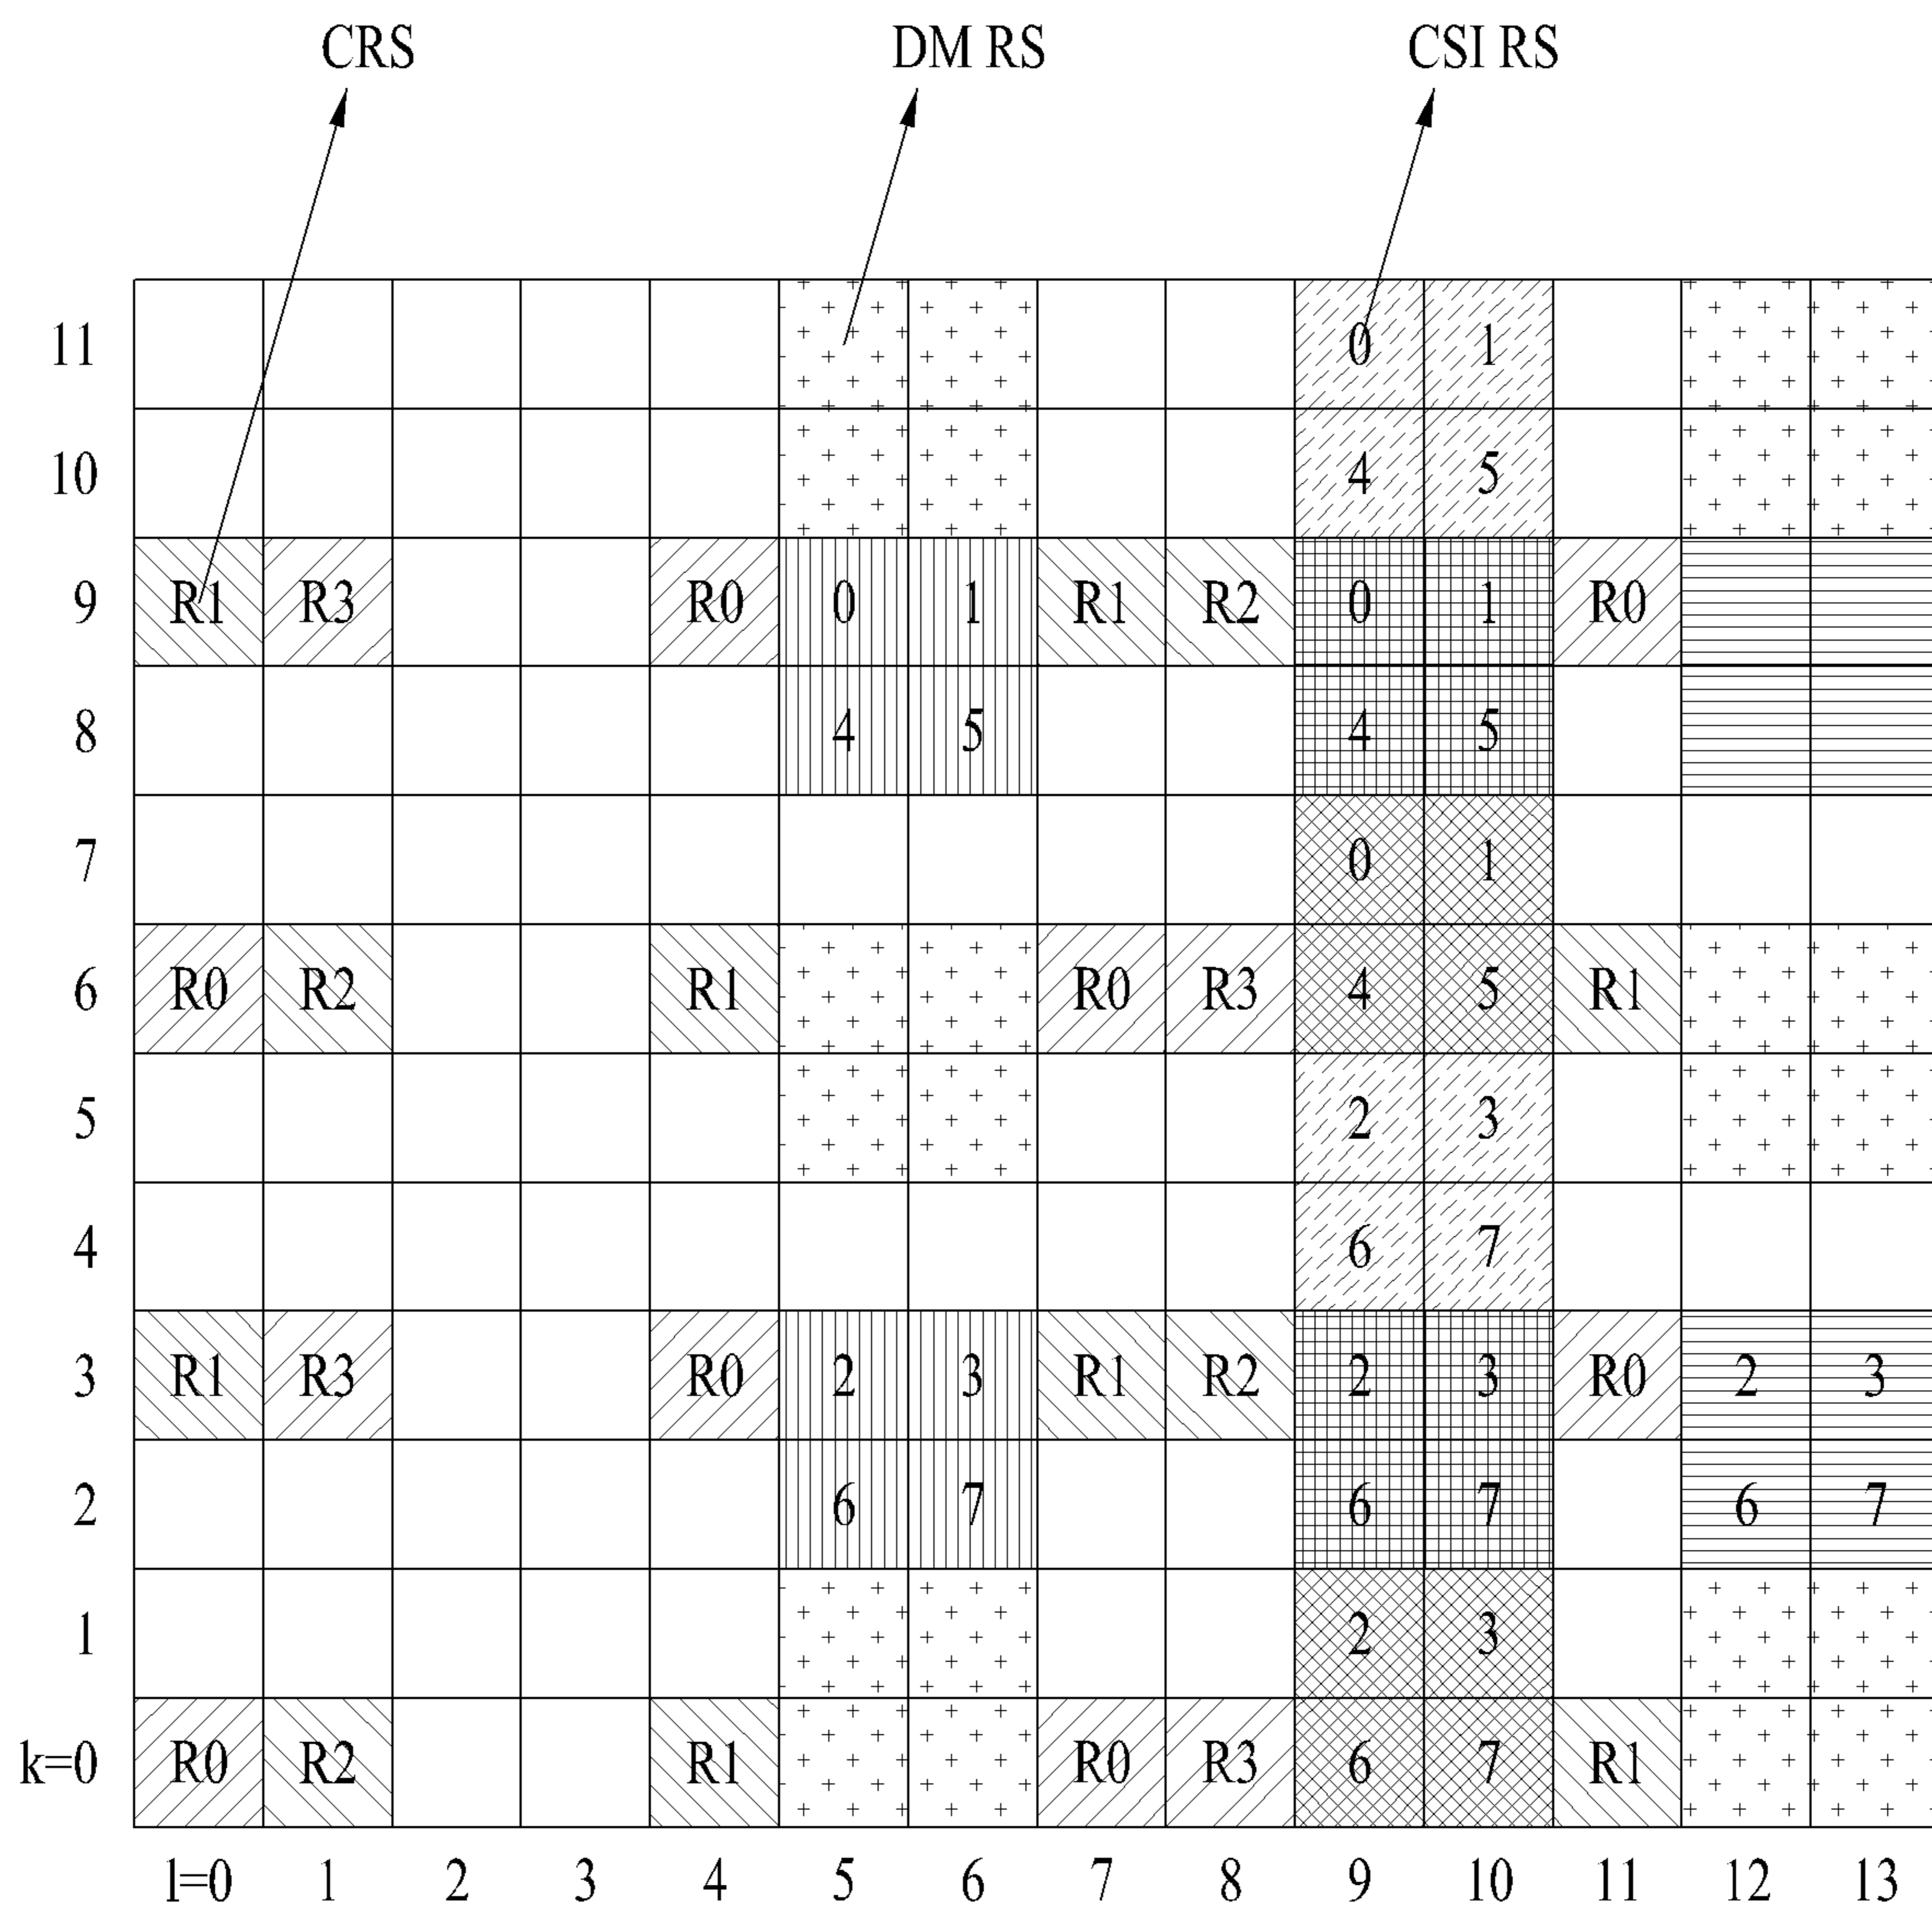 CRS DM RS CSI RS
11 0 1
10 4 5
9 R1 R3 R0 0 1 R1 R2 0 1 R0
8 4 5 4 5
7 0 1
6 R0 R2 R1 R0 R3 4 5 R1
5 2 3
4 6 7
3 R1 R3 R0 2 3 R1 R2 2 3 R0 2 3
2 6 7 6 7 6 7
1 2 3
k=0 R0 R2 R1 R0 R3 6 7 R1
l=0 1 2 3 4 5 6 7 8 9 10 11 12 13